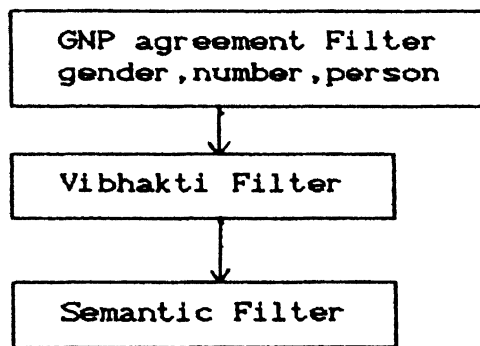 GNP agreement Filter
gender,number,person
Vibhakti Filter
Semantic Filter